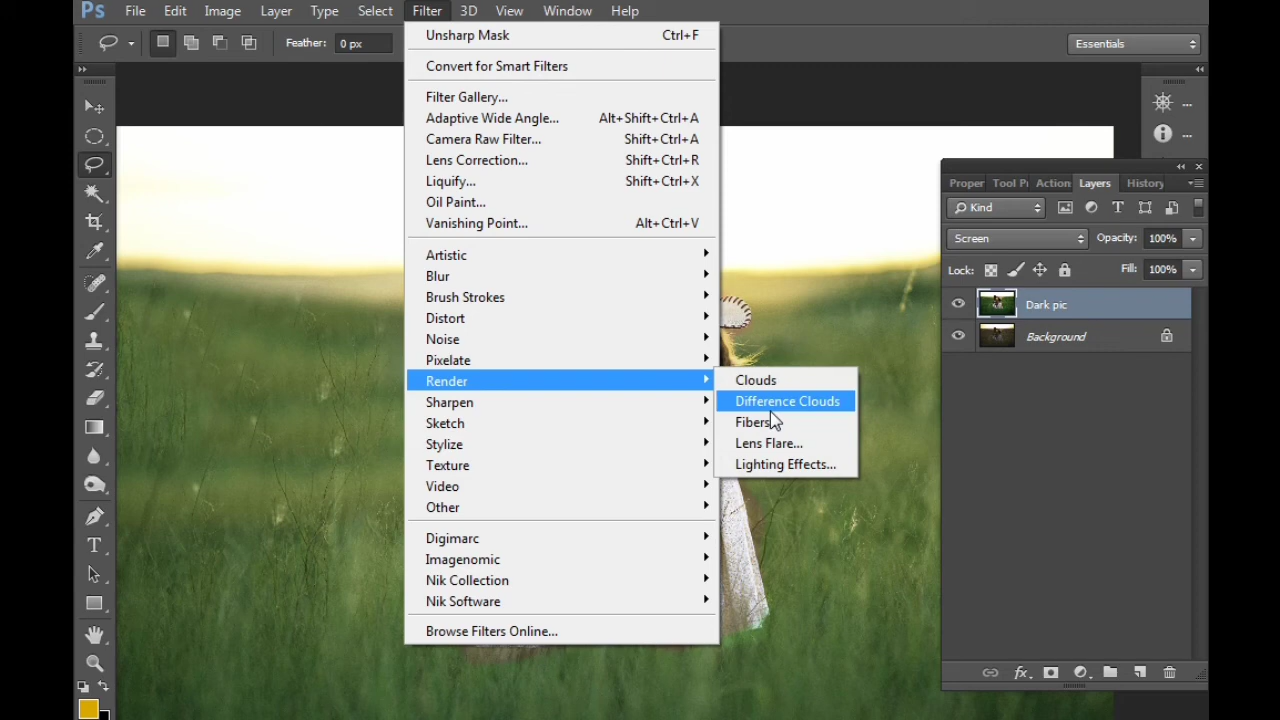 Ps File Edit Image Layer Type Select Filter 3D View Window Help
Feather: 0 px
Essentials
Unsharp Mask Ctrl+F
Convert for Smart Filters
Filter Gallery...
Adaptive Wide Angle... Alt+Shift+Ctrl+A
Camera Raw Filter... Shift+Ctrl+A
Lens Correction... Shift+Ctrl+R
Liquify... Shift+Ctrl+X
Oil Paint...
Vanishing Point... Alt+Ctrl+V
Artistic
Blur
Brush Strokes
Distort
Noise
Pixelate
Render
Sharpen
Sketch
Stylize
Texture
Video
Other
Digimarc
Imagenomic
Nik Collection
Nik Software
Browse Filters Online...
Clouds
Difference Clouds
Fibers
Lens Flare...
Lighting Effects...
Proper Tool Pr Action Layers History
Kind
Screen Opacity: 100%
Lock: Fill: 100%
Dark pic
Background
fx